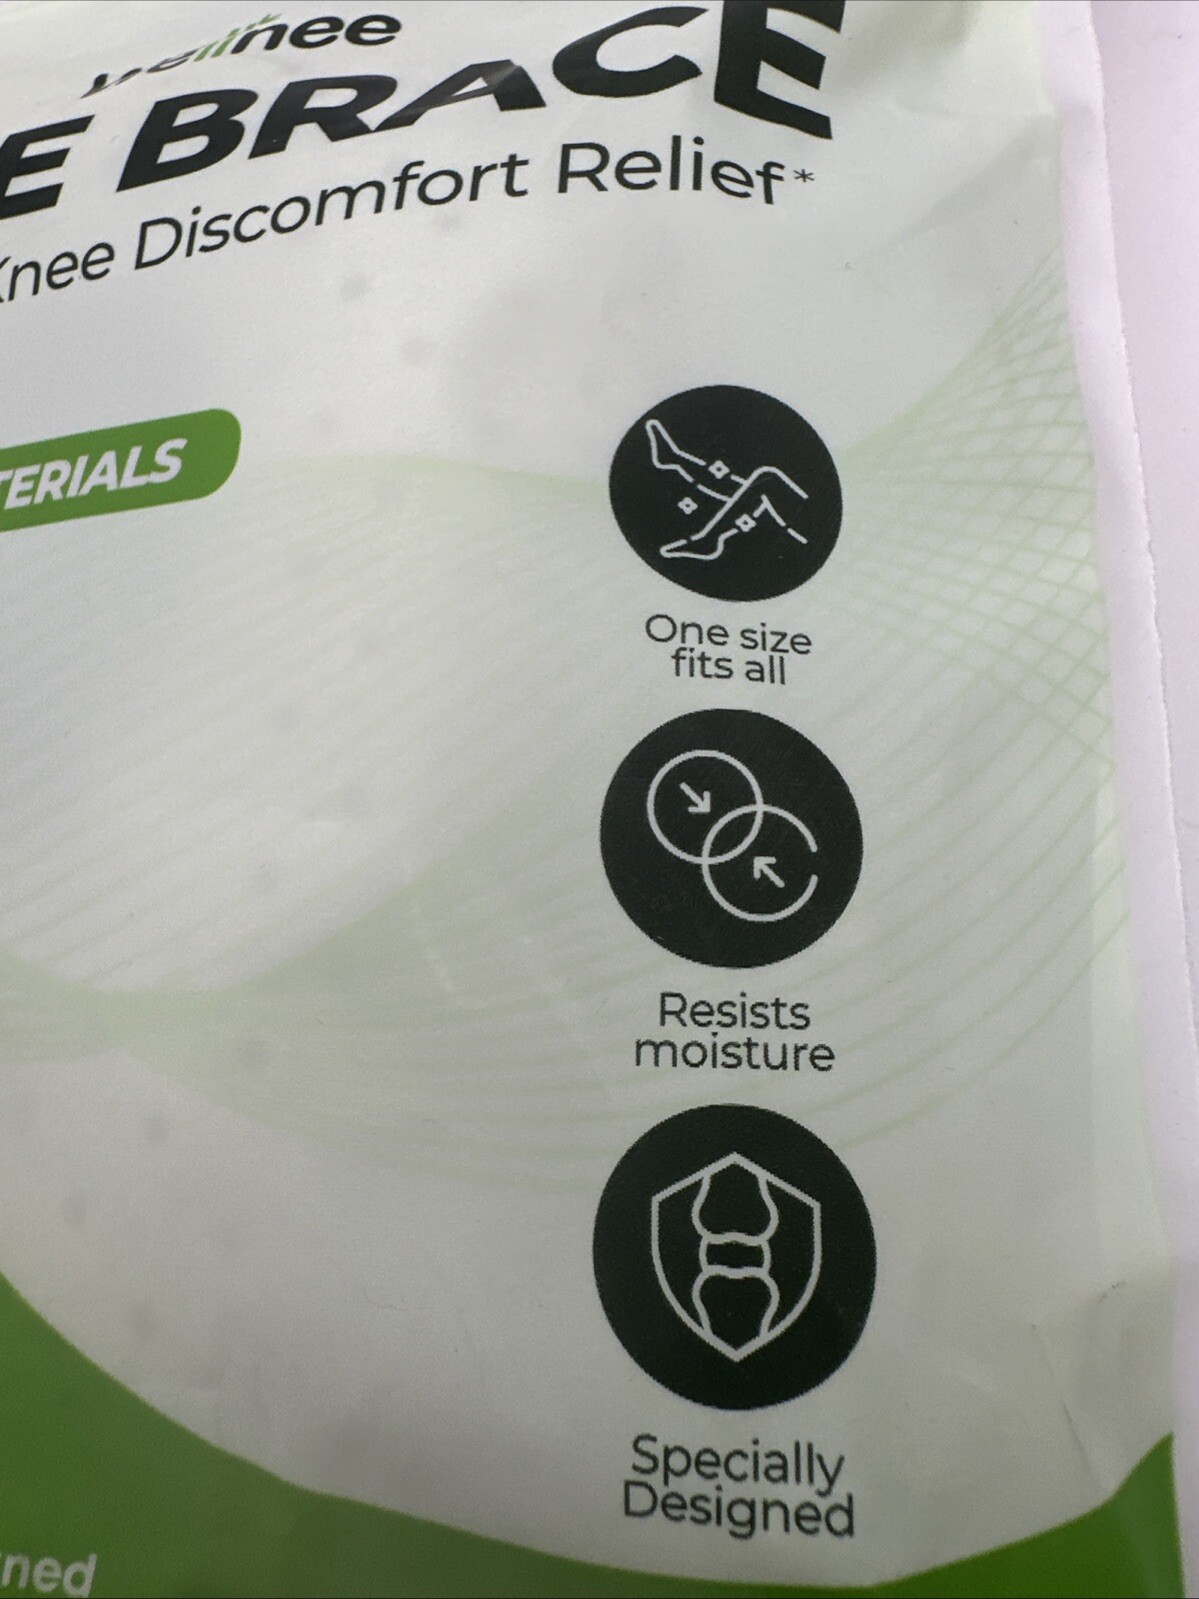 E BRACE
Knee Discomfort Relief*
TERIALS
One size
fits all
Resists
moisture
Specially
Designed
ned